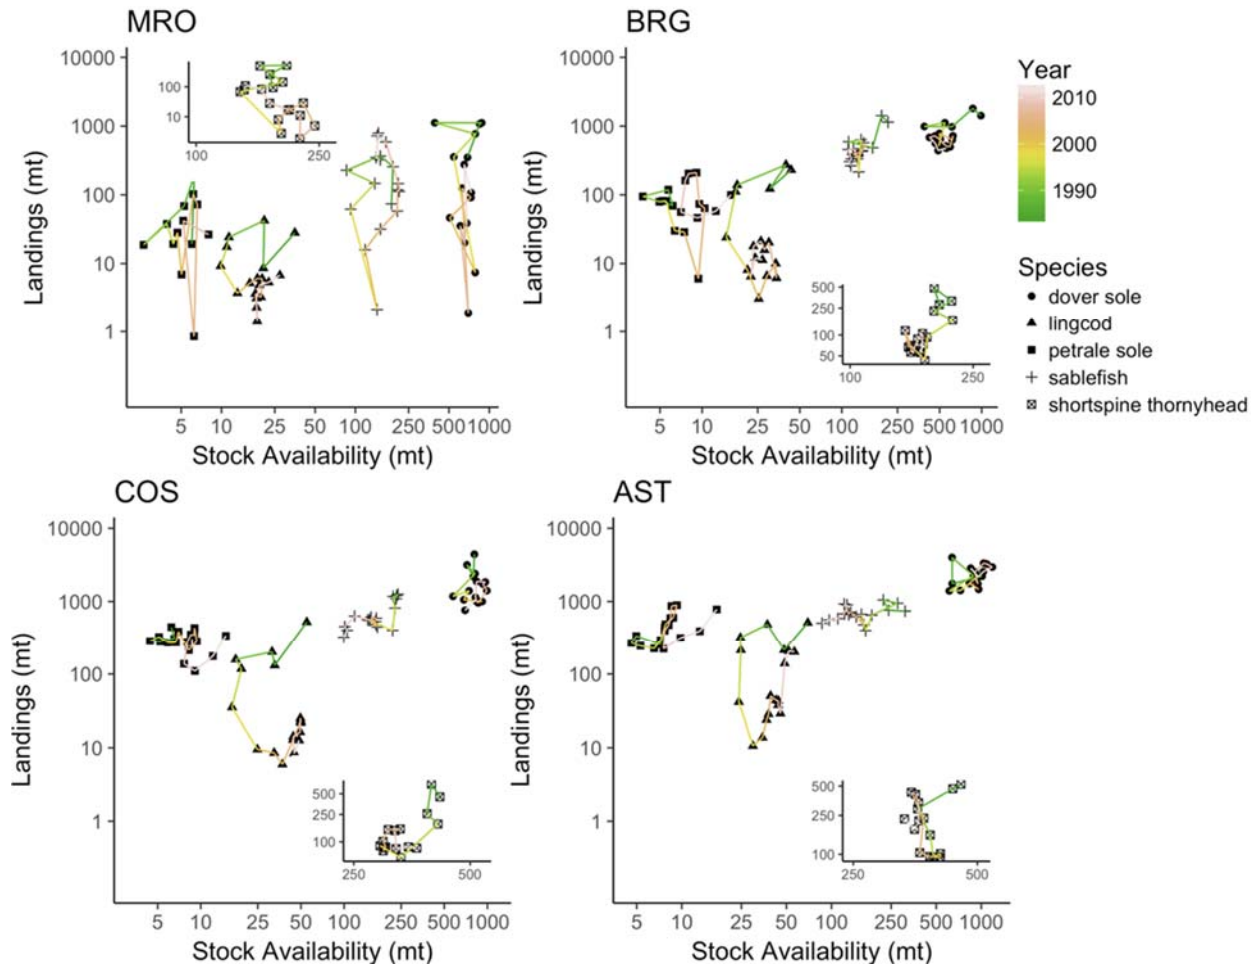 MRO
10000
1000
100
10
1
Landings (mt)
100
10
100 250
5 10 25 50 100 250 500 1000
Stock Availability (mt)
BRG
10000
1000
100
10
1
Landings (mt)
500
250
100
50
100 250
5 10 25 50 100 250 500 1000
Stock Availability (mt)
Year
2010
2000
1990
Species
dover sole
lingcod
petrale sole
sablefish
shortspine thornyhead
COS
10000
1000
100
10
1
Landings (mt)
500
250
100
250 500
5 10 25 50 100 250 500 1000
Stock Availability (mt)
AST
10000
1000
100
10
1
Landings (mt)
500
250
100
250 500
5 10 25 50 100 250 500 1000
Stock Availability (mt)